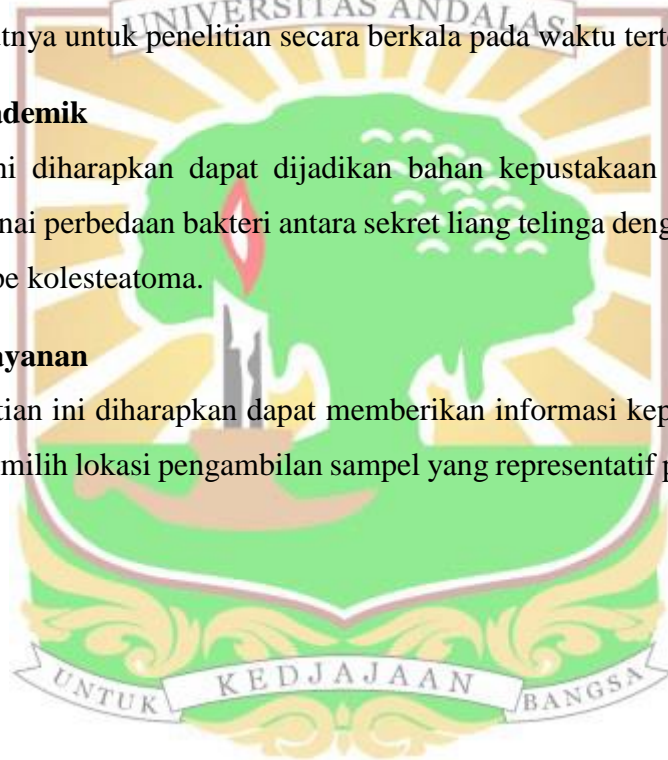 UNIVERSITAS ANDALAS
tnya untuk penelitian secara berkala pada waktu tert
demik
ni diharapkan dapat dijadikan bahan kepustakaan
nai perbedaan bakteri antara sekret liang telinga deng
pe kolesteatoma.
ayanan
tian ini diharapkan dapat memberikan informasi kep
milih lokasi pengambilan sampel yang representatif p
UNTUK KEDJAJAAN BANGSA